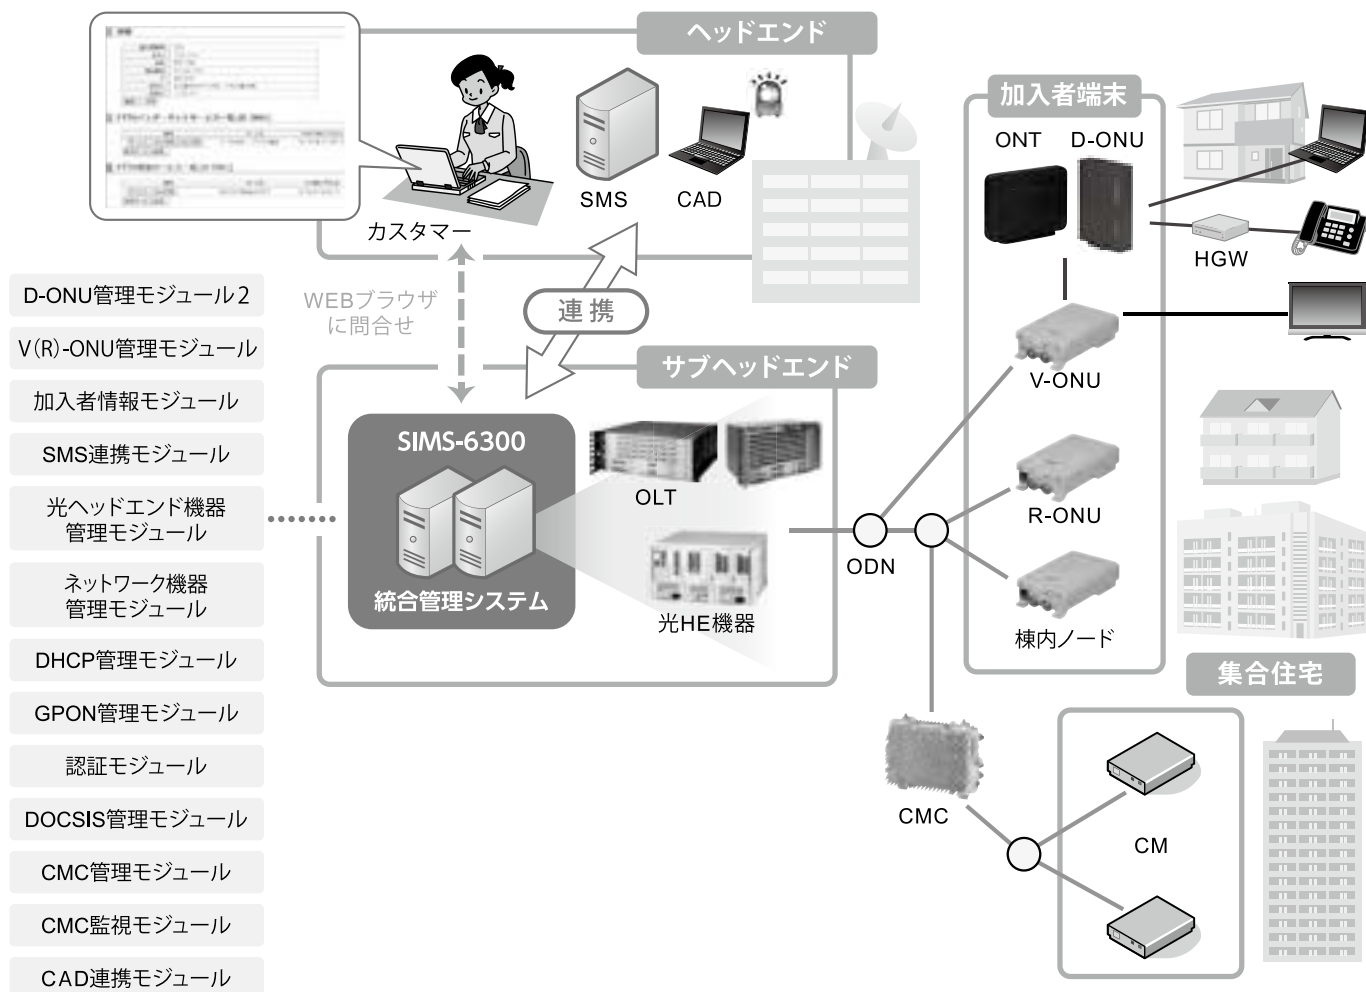 ヘッドエンド
SMS
CAD
カスタマー
WEBブラウザ
に問合せ
連携
D-ONU管理モジュール2
V(R)-ONU管理モジュール
加入者情報モジュール
SMS連携モジュール
光ヘッドエンド機器
管理モジュール
ネットワーク機器
管理モジュール
DHCP管理モジュール
GPON管理モジュール
認証モジュール
DOCSIS管理モジュール
CMC管理モジュール
CMC監視モジュール
CAD連携モジュール
サブヘッドエンド
SIMS-6300
統合管理システム
OLT
光HE機器
ODN
加入者端末
ONT
D-ONU
HGW
V-ONU
R-ONU
棟内ノード
集合住宅
CMC
CM